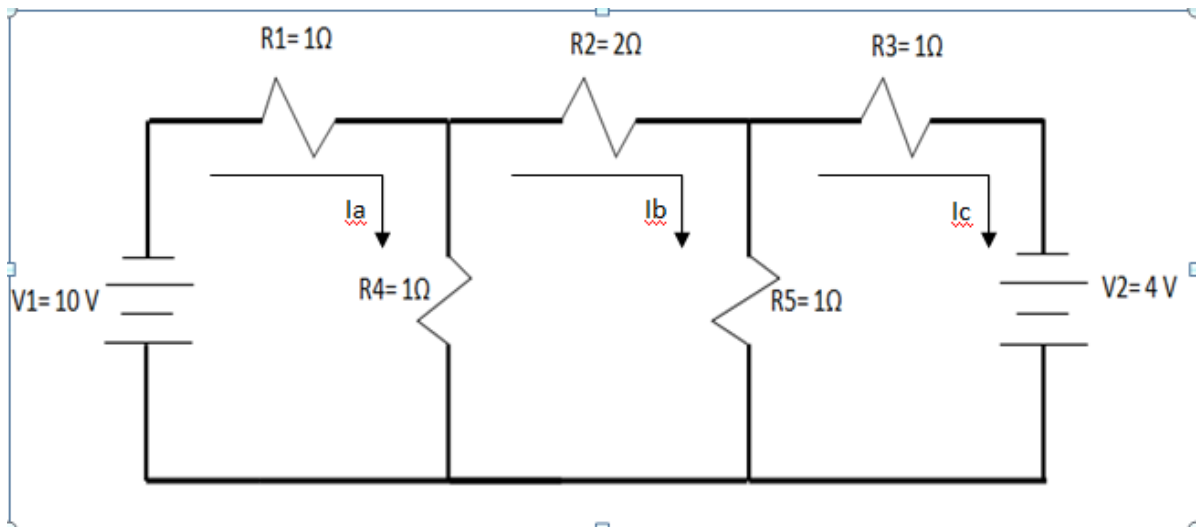 R1= 1Ω
R2= 2Ω
R3= 1Ω
Ia
Ib
Ic
V1= 10 V
R4= 1Ω
R5= 1Ω
V2= 4 V